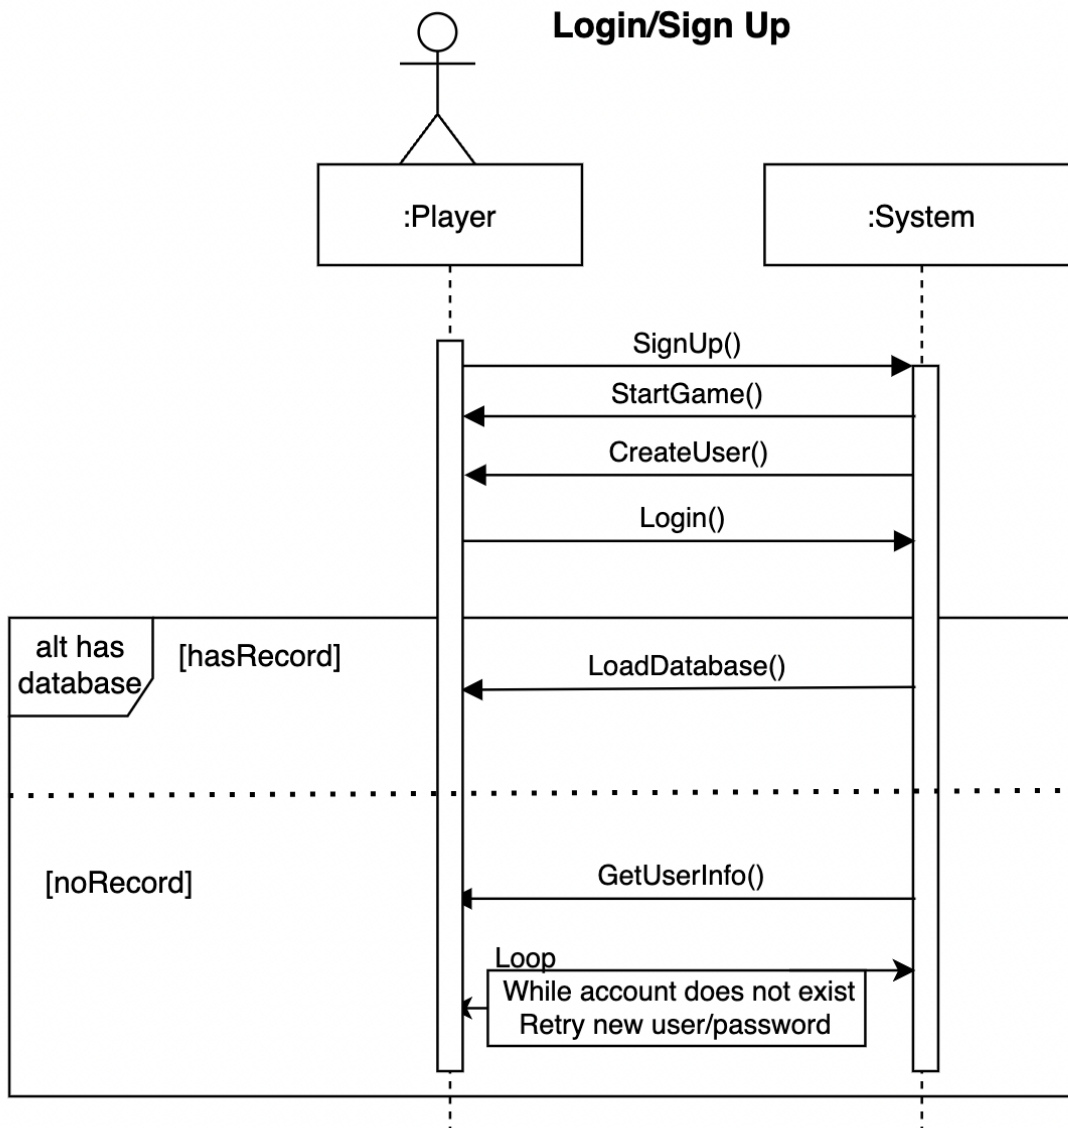 Login/Sign Up
:Player
:System
SignUp()
StartGame()
CreateUser()
Login()
alt has
database
[hasRecord]
LoadDatabase()
[noRecord]
GetUserInfo()
Loop
While account does not exist
Retry new user/password